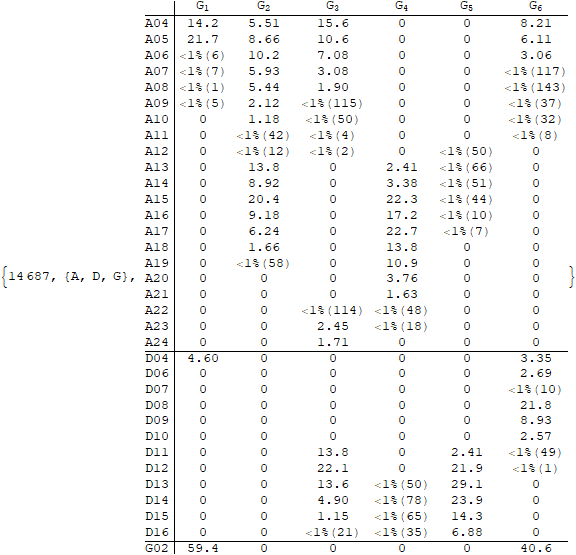 G₁ G₂ G₃ G₄ G₅ G₆
A04 14.2 5.51 15.6 0 0 8.21
A05 21.7 8.66 10.6 0 0 6.11
A06 <1%(6) 10.2 7.08 0 0 3.06
A07 <1%(7) 5.93 3.08 0 0 <1%(117)
A08 <1%(1) 5.44 1.90 0 0 <1%(143)
A09 <1%(5) 2.12 <1%(115) 0 0 <1%(37)
A10 0 1.18 <1%(50) 0 0 <1%(32)
A11 0 <1%(42) <1%(4) 0 0 <1%(8)
A12 0 <1%(12) <1%(2) 0 <1%(50) 0
A13 0 13.8 0 2.41 <1%(66) 0
A14 0 8.92 0 3.38 <1%(51) 0
A15 0 20.4 0 22.3 <1%(44) 0
A16 0 9.18 0 17.2 <1%(10) 0
A17 0 6.24 0 22.7 <1%(7) 0
A18 0 1.66 0 13.8 0 0
A19 0 <1%(58) 0 10.9 0 0
{14 687, {A, D, G}, A20 0 0 0 3.76 0 0 }
A21 0 0 0 1.63 0 0
A22 0 0 <1%(114) <1%(48) 0 0
A23 0 0 2.45 <1%(18) 0 0
A24 0 0 1.71 0 0 0
D04 4.60 0 0 0 0 3.35
D06 0 0 0 0 0 2.69
D07 0 0 0 0 0 <1%(10)
D08 0 0 0 0 0 21.8
D09 0 0 0 0 0 8.93
D10 0 0 0 0 0 2.57
D11 0 0 13.8 0 2.41 <1%(49)
D12 0 0 22.1 0 21.9 <1%(1)
D13 0 0 13.6 <1%(50) 29.1 0
D14 0 0 4.90 <1%(78) 23.9 0
D15 0 0 1.15 <1%(65) 14.3 0
D16 0 0 <1%(21) <1%(35) 6.88 0
G02 59.4 0 0 0 0 40.6